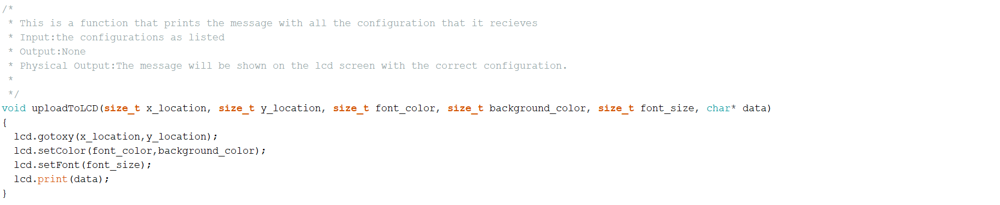 /*
 * This is a function that prints the message with all the configuration that it recieves
 * Input:the configurations as listed
 * Output:None
 * Physical Output:The message will be shown on the lcd screen with the correct configuration.
 *
 */
void uploadToLCD(size_t x_location, size_t y_location, size_t font_color, size_t background_color, size_t font_size, char* data)
{
  lcd.gotoxy(x_location,y_location);
  lcd.setColor(font_color,background_color);
  lcd.setFont(font_size);
  lcd.print(data);
}